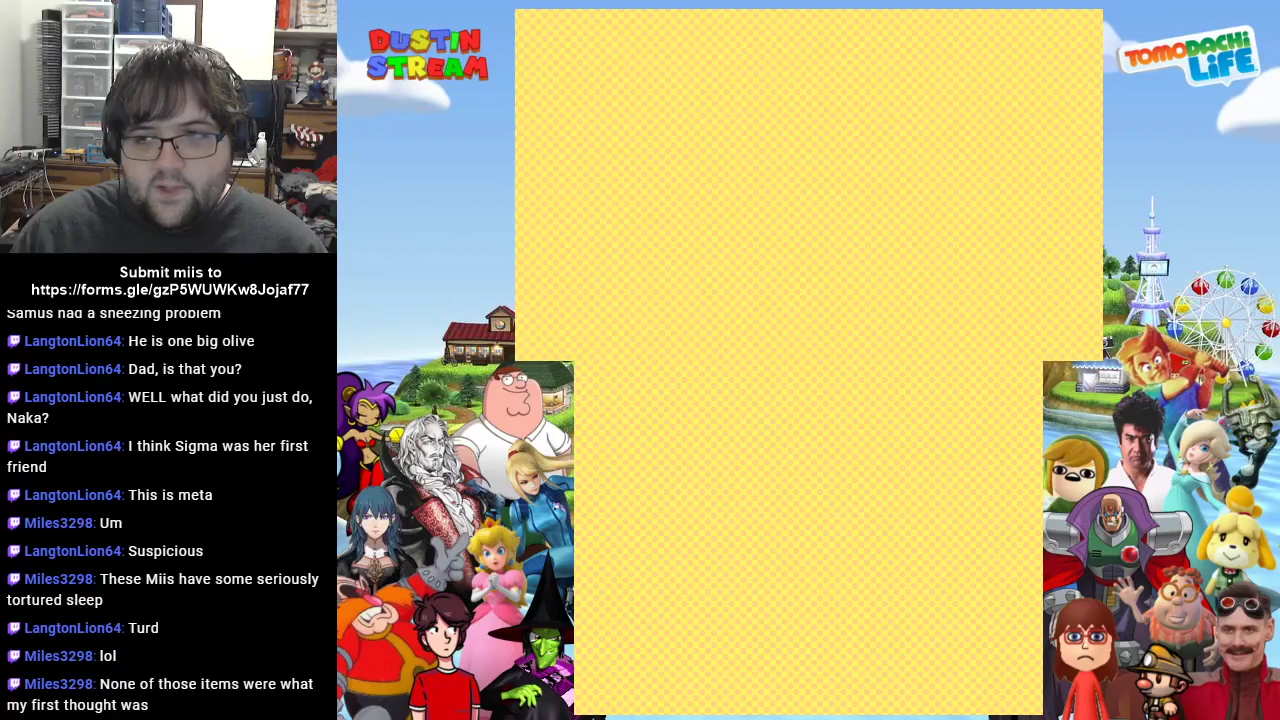 DUSTIN
STREAM
TOMODACHI
LiFE
Submit miis to
https://forms.gle/gzP5WUWKw8Jojaf77
Samus had a sneezing problem
LangtonLion64: He is one big olive
LangtonLion64: Dad, is that you?
LangtonLion64: WELL what did you just do,
Naka?
LangtonLion64: I think Sigma was her first
friend
LangtonLion64: This is meta
Miles3298: Um
LangtonLion64: Suspicious
Miles3298: These Miis have some seriously
tortured sleep
LangtonLion64: Turd
Miles3298: lol
Miles3298: None of those items were what
my first thought was